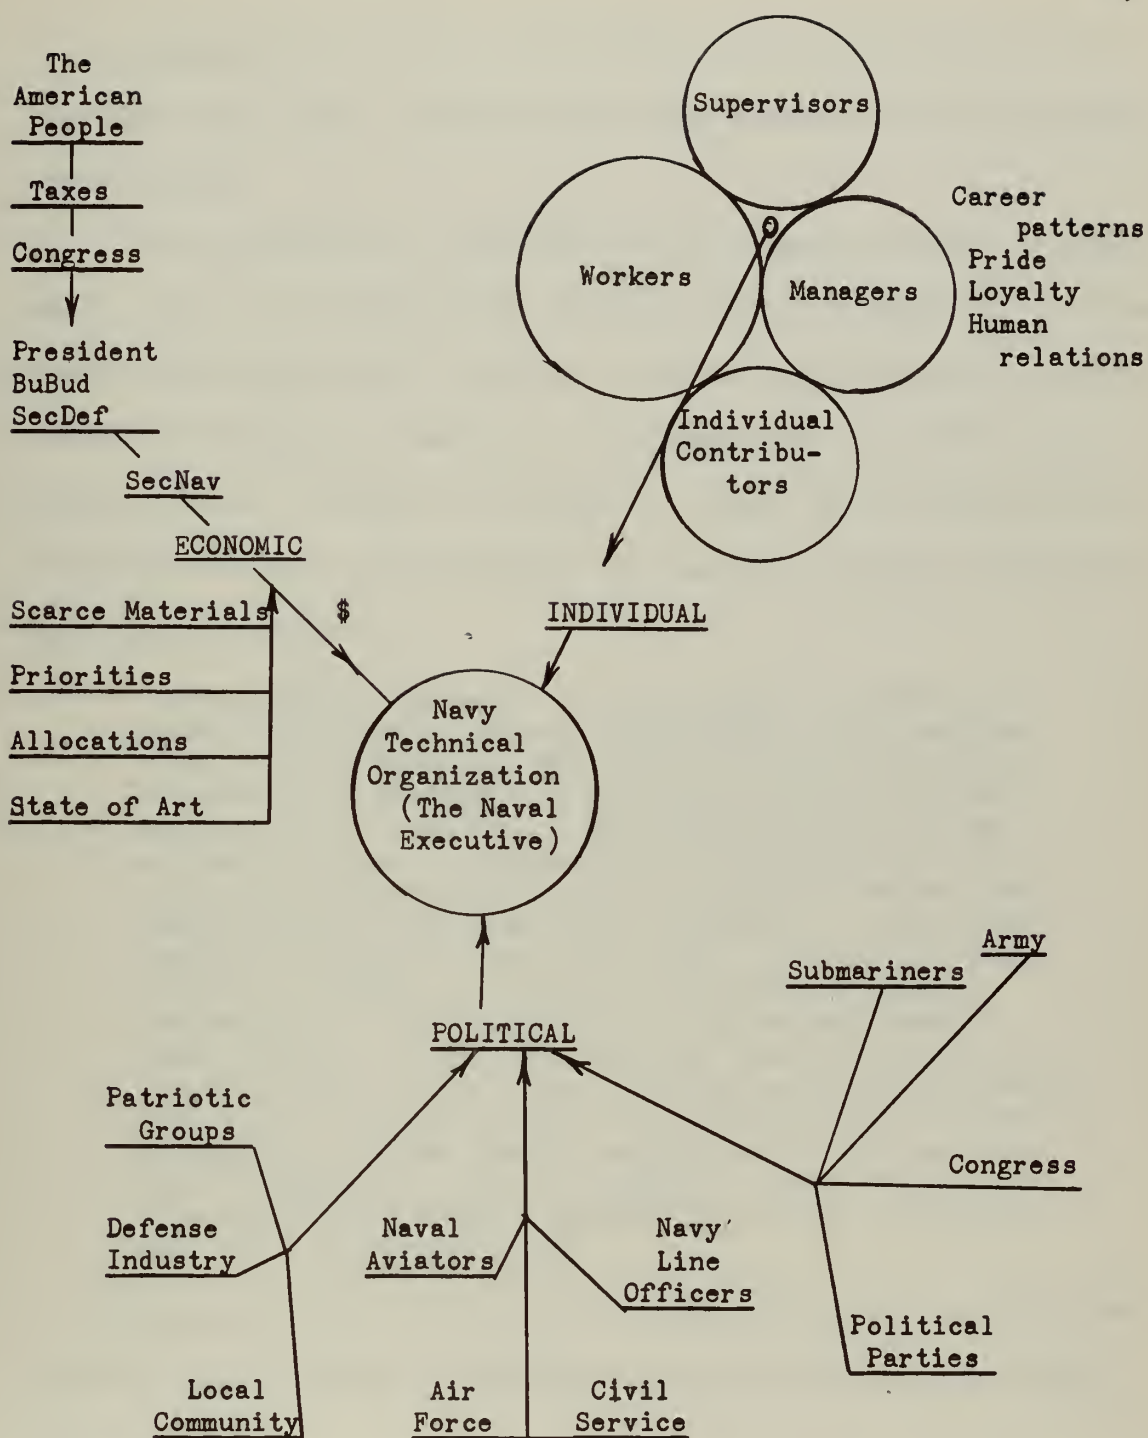 The
American
People
Taxes
Congress
President
BuBud
SecDef
SecNav
ECONOMIC
Scarce Materials
Priorities
Allocations
State of Art
$
Supervisors
Workers
Managers
Individual
Contribu-
tors
Career
patterns
Pride
Loyalty
Human
relations
INDIVIDUAL
Navy
Technical
Organization
(The Naval
Executive)
POLITICAL
Patriotic
Groups
Defense
Industry
Local
Community
Naval
Aviators
Navy
Line
Officers
Air
Force
Civil
Service
Submariners
Army
Congress
Political
Parties